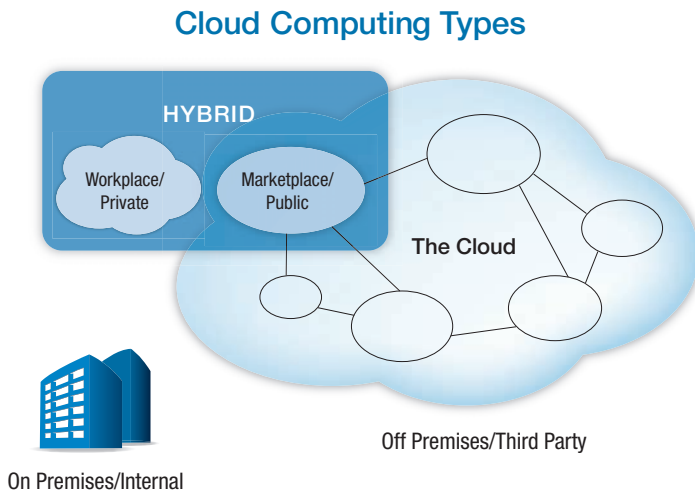 Cloud Computing Types
HYBRID
Workplace/
Private
Marketplace/
Public
The Cloud
Off Premises/Third Party
On Premises/Internal